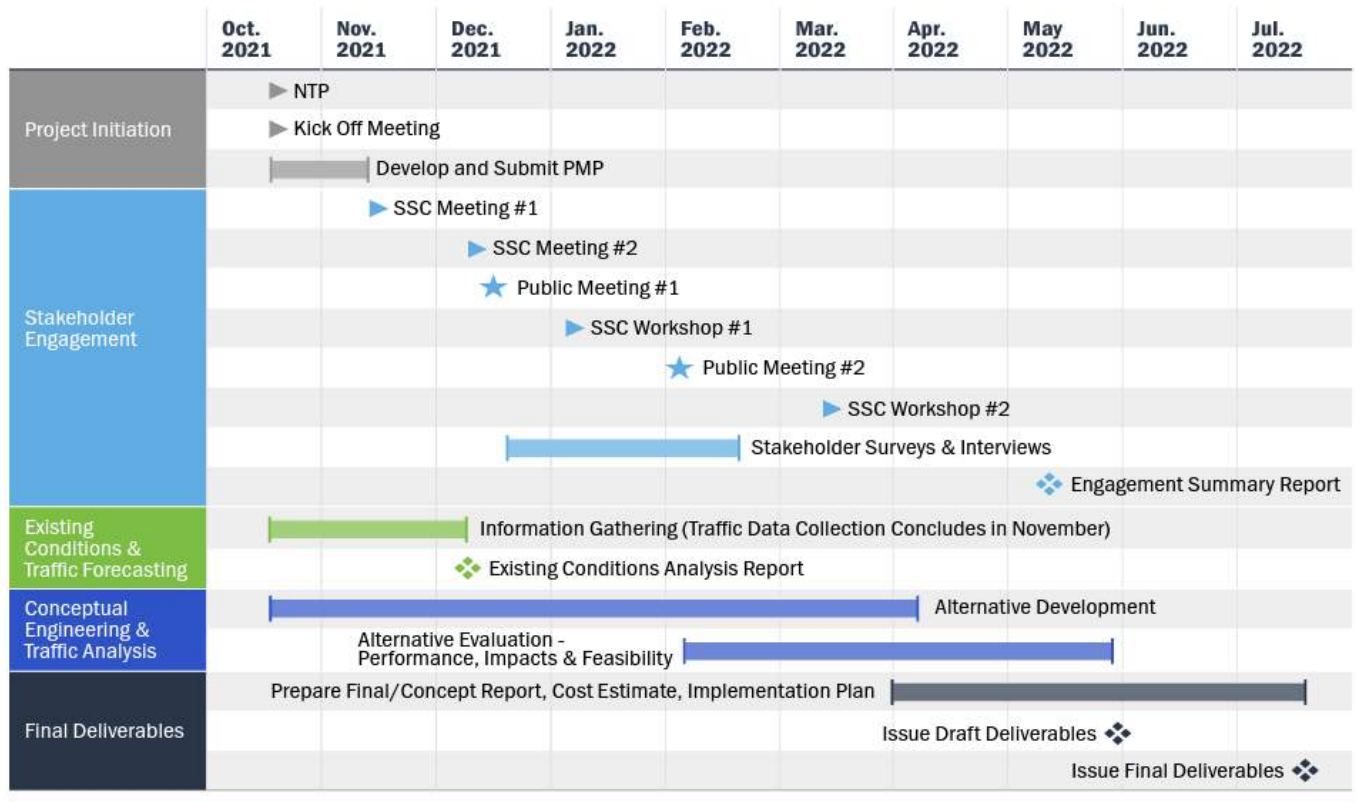 Oct. Nov. Dec. Jan. Feb. Mar. Apr. May Jun. Jul.
2021 2021 2021 2022 2022 2022 2022 2022 2022 2022
Project Initiation
NTP
Kick Off Meeting
Develop and Submit PMP
Stakeholder
Engagement
SSC Meeting #1
SSC Meeting #2
Public Meeting #1
SSC Workshop #1
Public Meeting #2
SSC Workshop #2
Stakeholder Surveys & Interviews
Engagement Summary Report
Existing
Conditions &
Traffic Forecasting
Information Gathering (Traffic Data Collection Concludes in November)
Existing Conditions Analysis Report
Conceptual
Engineering &
Traffic Analysis
Alternative Development
Alternative Evaluation -
Performance, Impacts & Feasibility
Final Deliverables
Prepare Final/Concept Report, Cost Estimate, Implementation Plan
Issue Draft Deliverables
Issue Final Deliverables